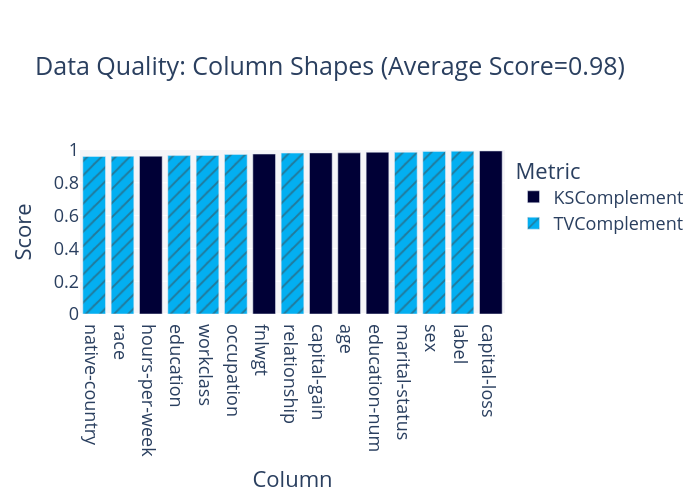 Data Quality: Column Shapes (Average Score=0.98)
1
0.8
0.6
0.4
0.2
0
Score
Metric
KSComplement
TVComplement
native-country
race
hours-per-week
education
workclass
occupation
fnlwgt
relationship
capital-gain
age
education-num
marital-status
sex
label
capital-loss
Column